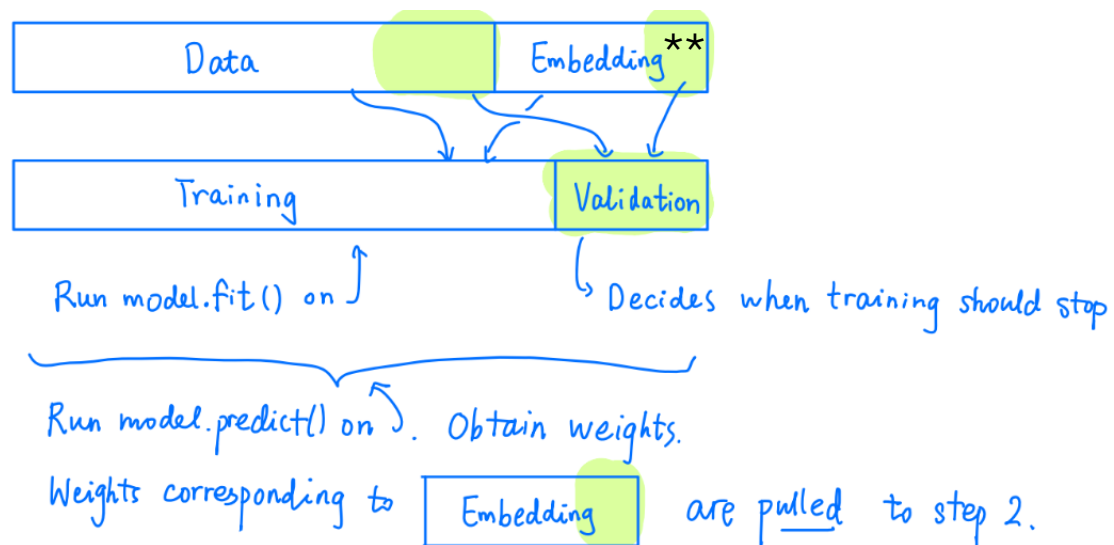 Data Embedding**
Training Validation
Run model.fit() on
Decides when training should stop
Run model.predict() on . Obtain weights.
Weights corresponding to Embedding are pulled to step 2.